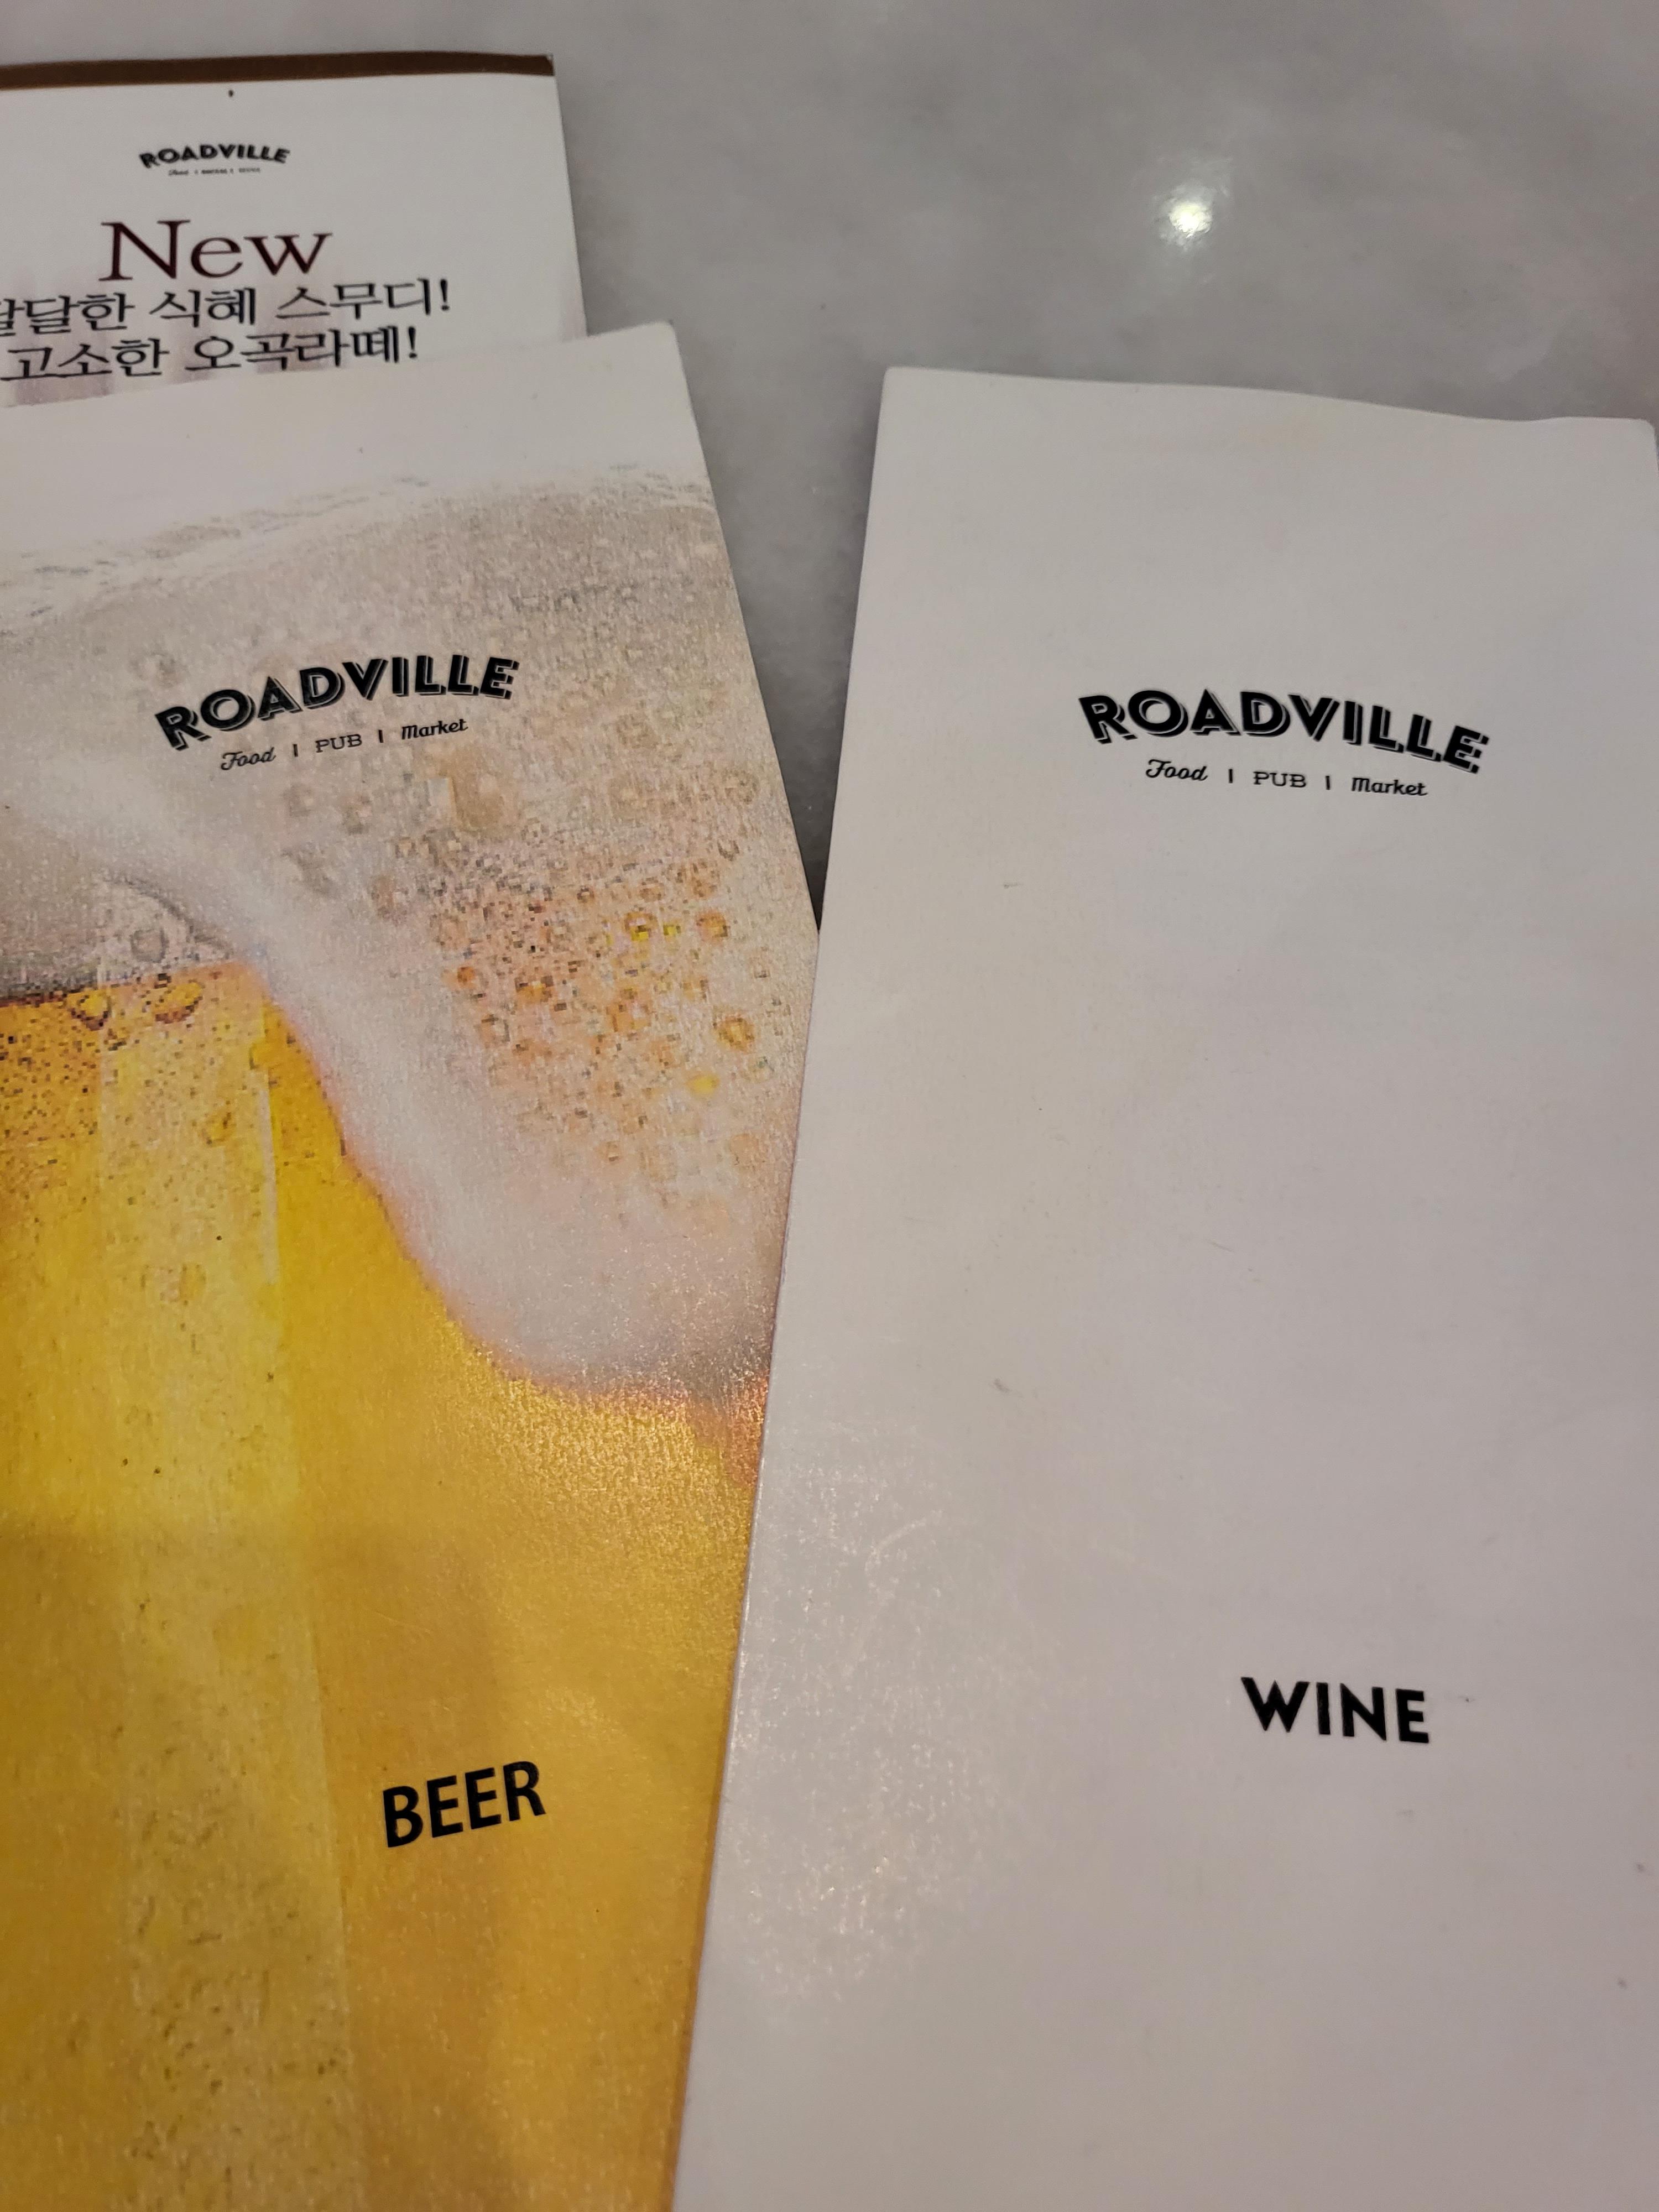 ROADVILLE
New
달달한 식혜 스무디!
고소한 오곡라떼!
ROADVILLE
Food | PUB | Market
BEER
ROADVILLE
Food | PUB | Market
WINE